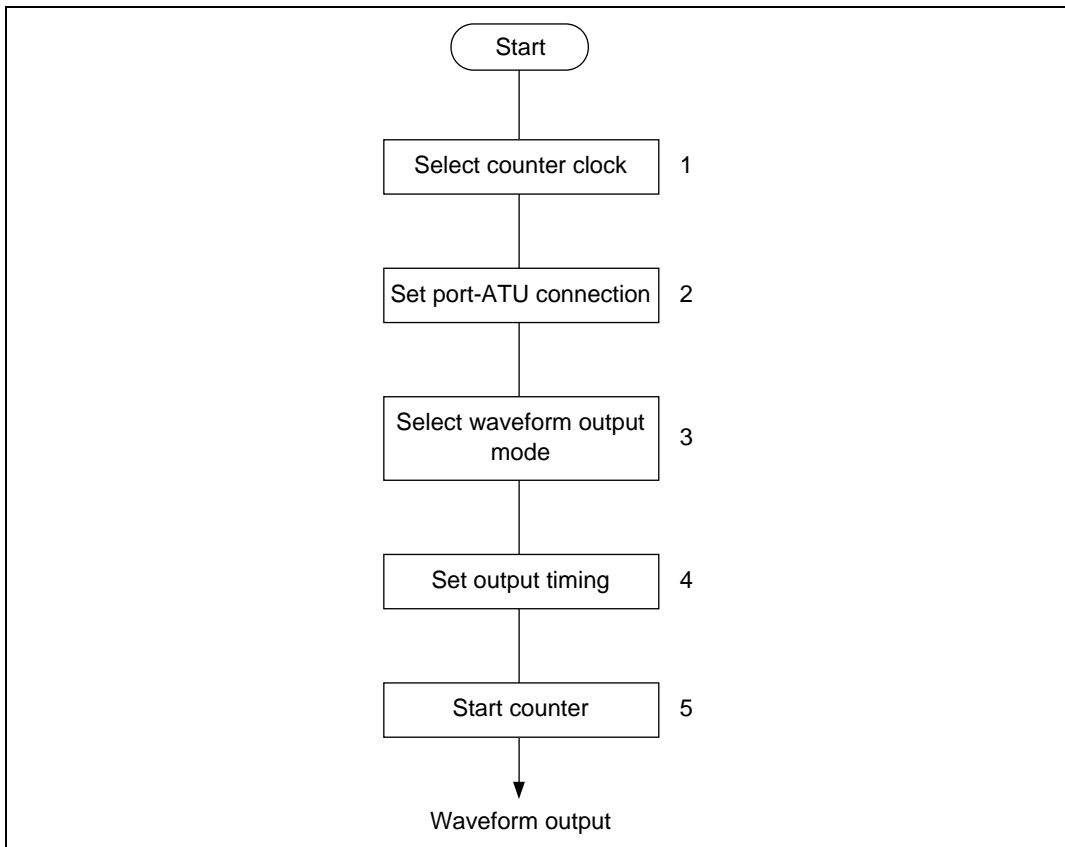 Start
Select counter clock 1
Set port-ATU connection 2
Select waveform output
mode 3
Set output timing 4
Start counter 5
Waveform output